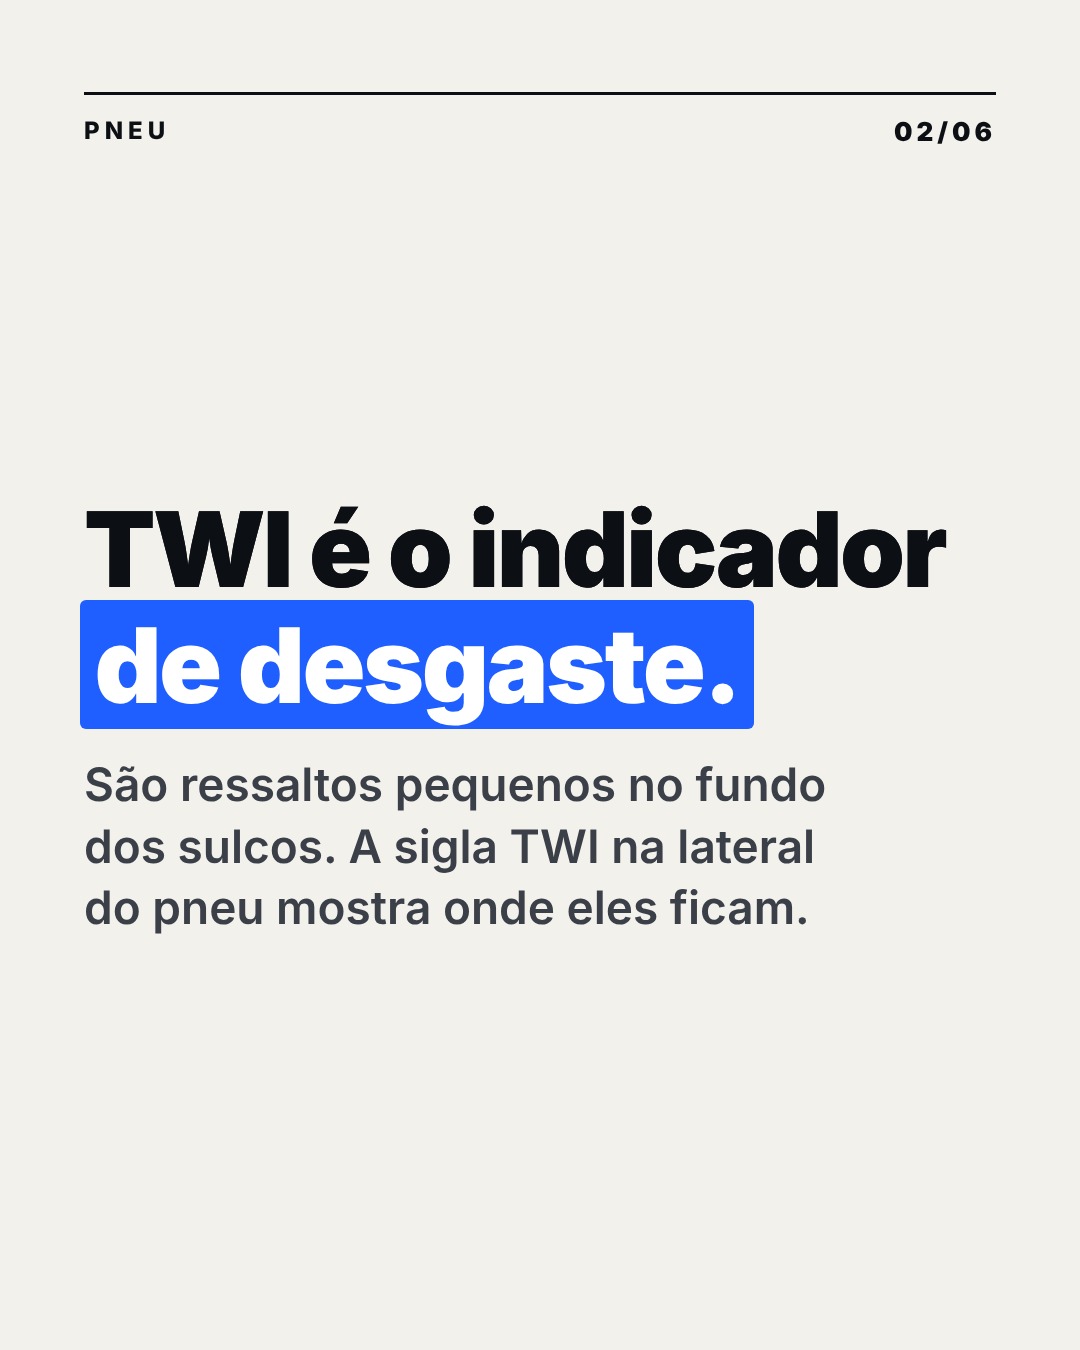 PNEU
02/06
TWI é o indicador
de desgaste.
São ressaltos pequenos no fundo
dos sulcos. A sigla TWI na lateral
do pneu mostra onde eles ficam.